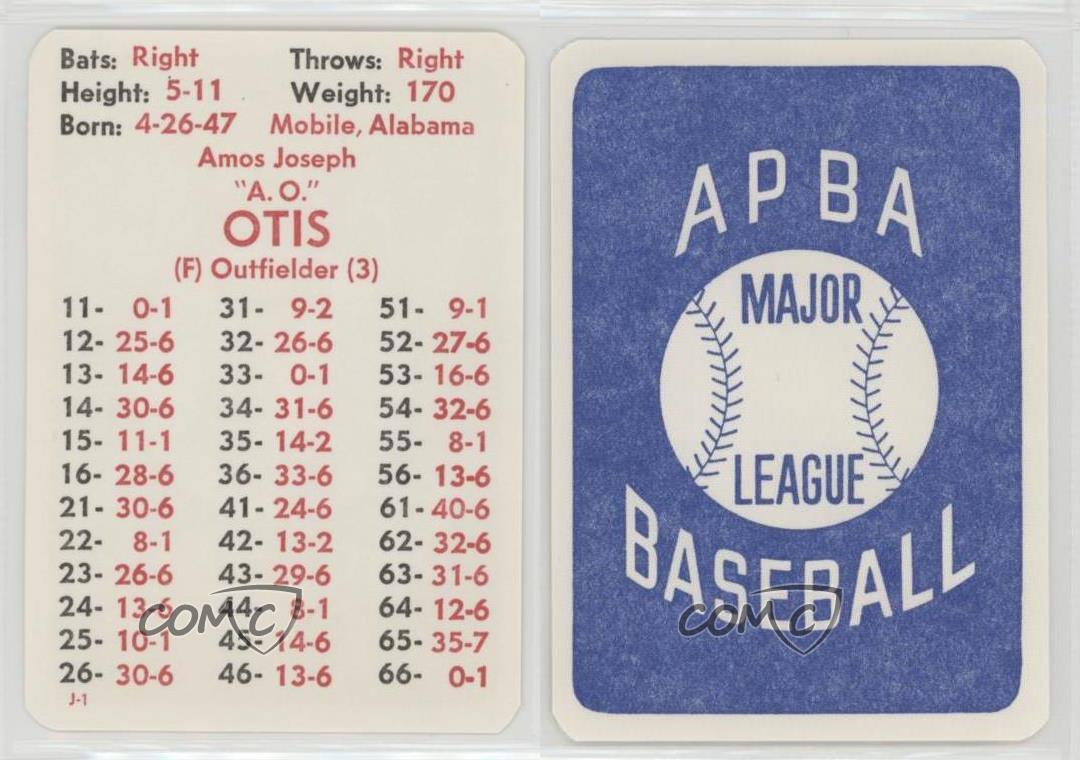 Bats: Right Throws: Right
Height: 5-11 Weight: 170
Born: 4-26-47 Mobile, Alabama
Amos Joseph
"A. O."
OTIS
(F) Outfielder (3)
11- 0-1 31- 9-2 51- 9-1
12- 25-6 32- 26-6 52- 27-6
13- 14-6 33- 0-1 53- 16-6
14- 30-6 34- 31-6 54- 32-6
15- 11-1 35- 14-2 55- 8-1
16- 28-6 36- 33-6 56- 13-6
21- 30-6 41- 24-6 61- 40-6
22- 8-1 42- 13-2 62- 32-6
23- 26-6 43- 29-6 63- 31-6
24- 13-6 44- 8-1 64- 12-6
25- 10-1 45- 14-6 65- 35-7
26- 30-6 46- 13-6 66- 0-1
J-1
COMC
APBA
MAJOR
LEAGUE
BASEBALL
COMC